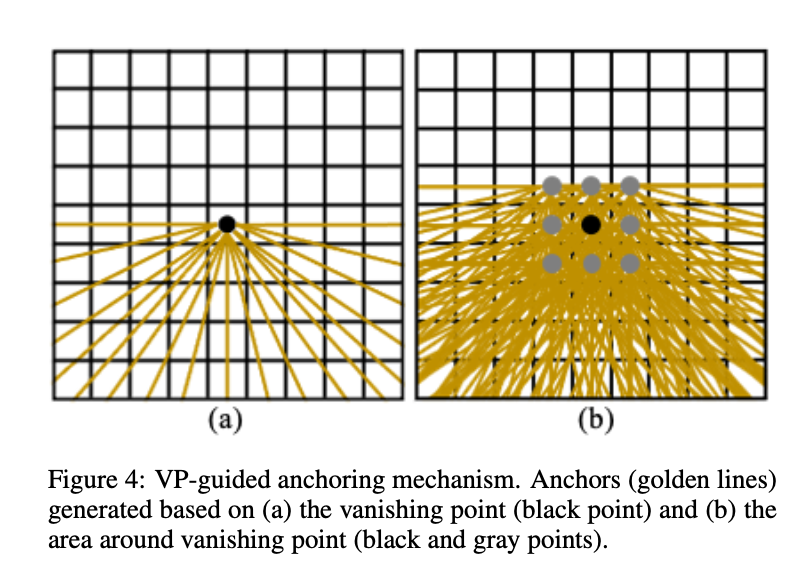 (a)
(b)
Figure 4: VP-guided anchoring mechanism. Anchors (golden lines)
generated based on (a) the vanishing point (black point) and (b) the
area around vanishing point (black and gray points).